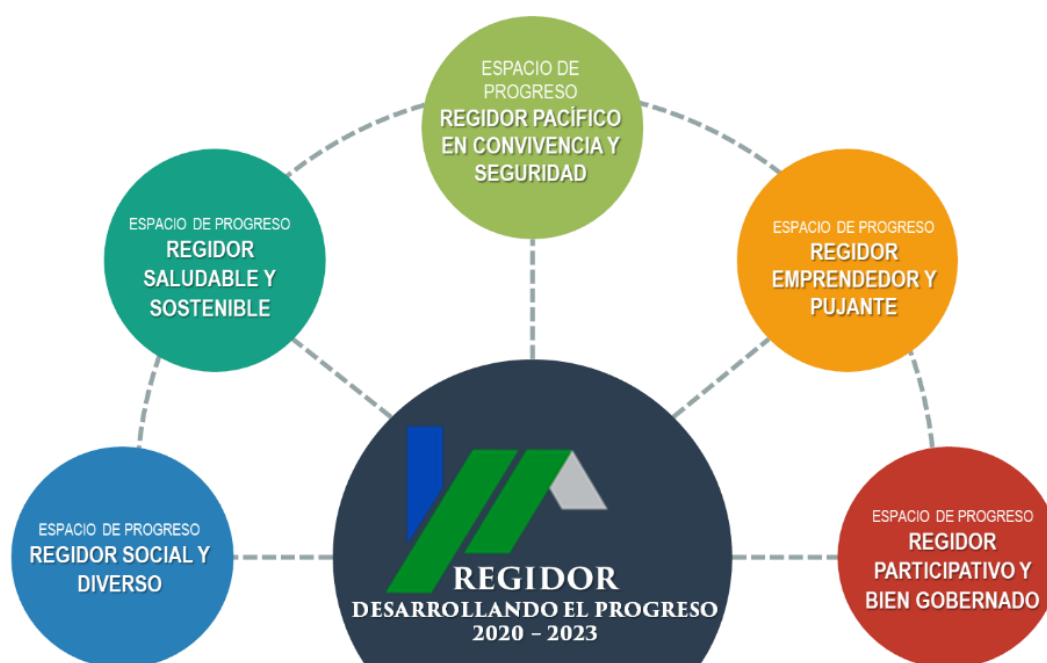 ESPACIO DE
PROGRESO
REGIDOR PACÍFICO
EN CONVIVENCIA Y
SEGURIDAD
ESPACIO DE PROGRESO
REGIDOR
SALUDABLE Y
SOSTENIBLE
ESPACIO DE PROGRESO
REGIDOR
EMPRENDEDOR Y
PUJANTE
ESPACIO DE PROGRESO
REGIDOR SOCIAL Y
DIVERSO
ESPACIO DE PROGRESO
REGIDOR
PARTICIPATIVO Y
BIEN GOBERNADO
REGIDOR
DESARROLLANDO EL PROGRESO
2020 – 2023